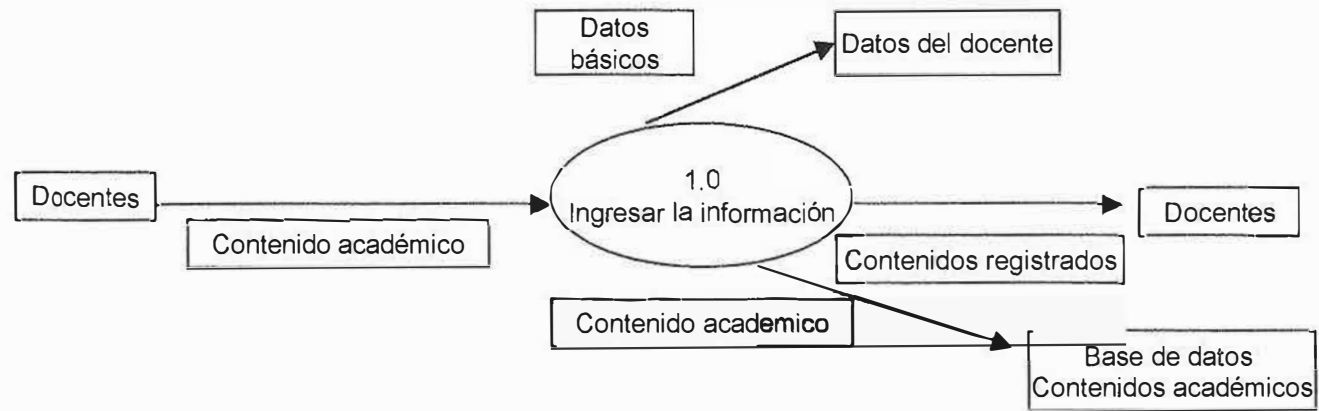 Datos
básicos
Datos del docente
1.0
Ingresar la información
Docentes
Contenido académico
Docentes
Contenidos registrados
Contenido academico
Base de datos
Contenidos académicos